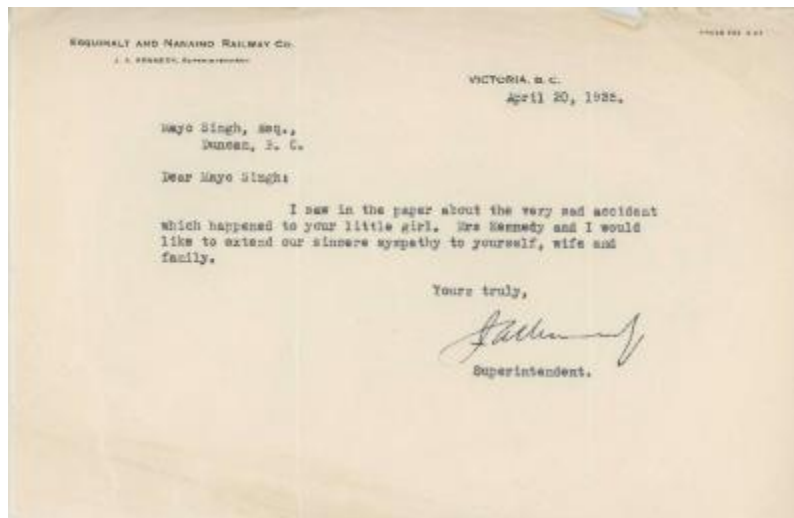 ESQUIMALT AND NANAIMO RAILWAY CO.
J. A. KENNEDY, SUPERINTENDENT
VICTORIA, B. C.
April 20, 
Mayo Singh, Esq.,
Duncan, B. C.
Dear Mayo Singh:
I saw in the paper about the very sad accident
which happened to your little girl. Mrs Kennedy and I would
like to extend our sincere sympathy to yourself, wife and
family.
Yours truly,
Superintendent.